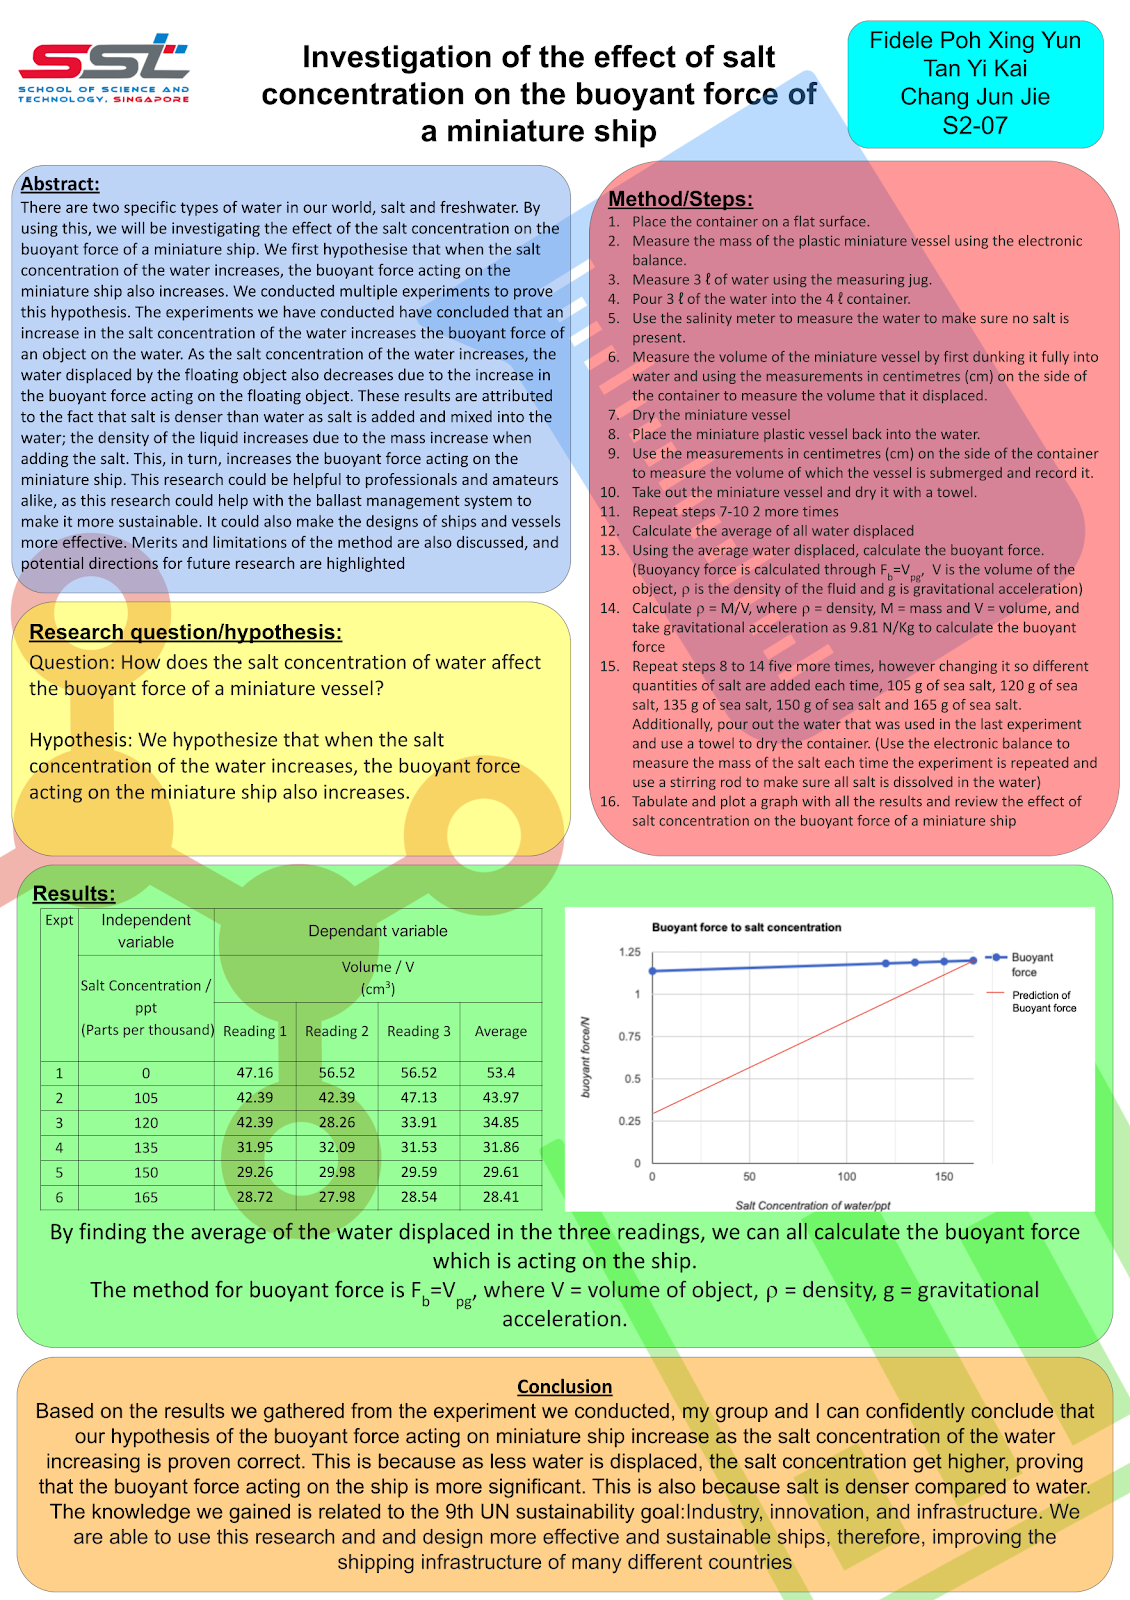 SST
SCHOOL OF SCIENCE AND
TECHNOLOGY, SINGAPORE
Investigation of the effect of salt
concentration on the buoyant force of
a miniature ship
Fidele Poh Xing Yun
Tan Yi Kai
Chang Jun Jie
S2-07
Abstract:
There are two specific types of water in our world, salt and freshwater. By
using this, we will be investigating the effect of the salt concentration on the
buoyant force of a miniature ship. We first hypothesise that when the salt
concentration of the water increases, the buoyant force acting on the
miniature ship also increases. We conducted multiple experiments to prove
this hypothesis. The experiments we have conducted have concluded that an
increase in the salt concentration of the water increases the buoyant force of
an object on the water. As the salt concentration of the water increases, the
water displaced by the floating object also decreases due to the increase in
the buoyant force acting on the floating object. These results are attributed
to the fact that salt is denser than water as salt is added and mixed into the
water; the density of the liquid increases due to the mass increase when
adding the salt. This, in turn, increases the buoyant force acting on the
miniature ship. This research could be helpful to professionals and amateurs
alike, as this research could help with the ballast management system to
make it more sustainable. It could also make the designs of ships and vessels
more effective. Merits and limitations of the method are also discussed, and
potential directions for future research are highlighted
Research question/hypothesis:
Question: How does the salt concentration of water affect
the buoyant force of a miniature vessel?
Hypothesis: We hypothesize that when the salt
concentration of the water increases, the buoyant force
acting on the miniature ship also increases.
Method/Steps:
1. Place the container on a flat surface.
2. Measure the mass of the plastic miniature vessel using the electronic
balance.
3. Measure 3 ℓ of water using the measuring jug.
4. Pour 3 ℓ of the water into the 4 ℓ container.
5. Use the salinity meter to measure the water to make sure no salt is
present.
6. Measure the volume of the miniature vessel by first dunking it fully into
water and using the measurements in centimetres (cm) on the side of
the container to measure the volume that it displaced.
7. Dry the miniature vessel
8. Place the miniature plastic vessel back into the water.
9. Use the measurements in centimetres (cm) on the side of the container
to measure the volume of which the vessel is submerged and record it.
10. Take out the miniature vessel and dry it with a towel.
11. Repeat steps 7-10 2 more times
12. Calculate the average of all water displaced
13. Using the average water displaced, calculate the buoyant force.
(Buoyancy force is calculated through Fb=Vpg, V is the volume of the
object, ρ is the density of the fluid and g is gravitational acceleration)
14. Calculate ρ = M/V, where ρ = density, M = mass and V = volume, and
take gravitational acceleration as 9.81 N/Kg to calculate the buoyant
force
15. Repeat steps 8 to 14 five more times, however changing it so different
quantities of salt are added each time, 105 g of sea salt, 120 g of sea
salt, 135 g of sea salt, 150 g of sea salt and 165 g of sea salt.
Additionally, pour out the water that was used in the last experiment
and use a towel to dry the container. (Use the electronic balance to
measure the mass of the salt each time the experiment is repeated and
use a stirring rod to make sure all salt is dissolved in the water)
16. Tabulate and plot a graph with all the results and review the effect of
salt concentration on the buoyant force of a miniature ship
Results:
Expt Independent variable Dependant variable
Salt Concentration / ppt (Parts per thousand) Volume / V (cm3)
Reading 1 Reading 2 Reading 3 Average
1 0 47.16 56.52 56.52 53.4
2 105 42.39 42.39 47.13 43.97
3 120 42.39 28.26 33.91 34.85
4 135 31.95 32.09 31.53 31.86
5 150 29.26 29.98 29.59 29.61
6 165 28.72 27.98 28.54 28.41
Buoyant force to salt concentration
1.25
1
0.75
0.5
0.25
0
buoyant force/N
0 50 100 150
Salt Concentration of water/ppt
Buoyant
force
Prediction of
Buoyant force
By finding the average of the water displaced in the three readings, we can all calculate the buoyant force
which is acting on the ship.
The method for buoyant force is Fb=Vpg, where V = volume of object, ρ = density, g = gravitational
acceleration.
Conclusion
Based on the results we gathered from the experiment we conducted, my group and I can confidently conclude that
our hypothesis of the buoyant force acting on miniature ship increase as the salt concentration of the water
increasing is proven correct. This is because as less water is displaced, the salt concentration get higher, proving
that the buoyant force acting on the ship is more significant. This is also because salt is denser compared to water.
The knowledge we gained is related to the 9th UN sustainability goal:Industry, innovation, and infrastructure. We
are able to use this research and and design more effective and sustainable ships, therefore, improving the
shipping infrastructure of many different countries